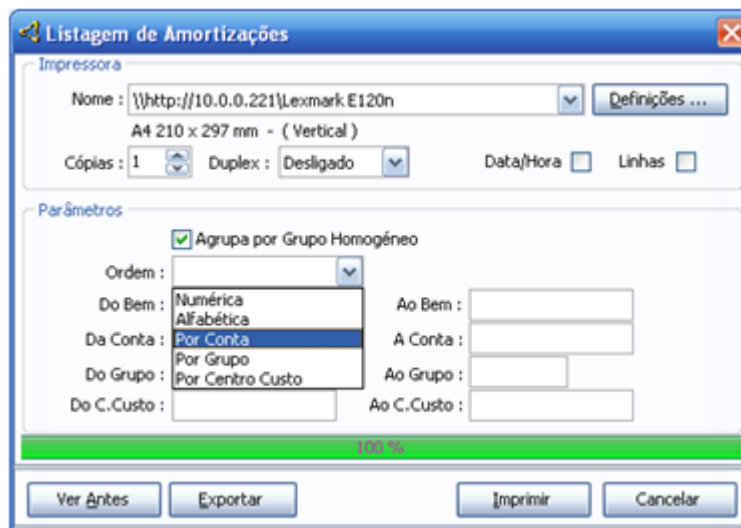 Listagem de Amortizações
Impressora
Nome : \\http://10.0.0.221\Lexmark E120n
Definições ...
A4 210 x 297 mm - ( Vertical )
Cópias : 1 Duplex : Desligado Data/Hora Linhas
Parâmetros
Agrupa por Grupo Homogéneo
Ordem :
Numérica
Alfabética
Por Conta
Por Grupo
Por Centro Custo
Do Bem : Ao Bem :
Da Conta : A Conta :
Do Grupo : Ao Grupo :
Do C.Custo : Ao C.Custo :
100 %
Ver Antes Exportar Imprimir Cancelar